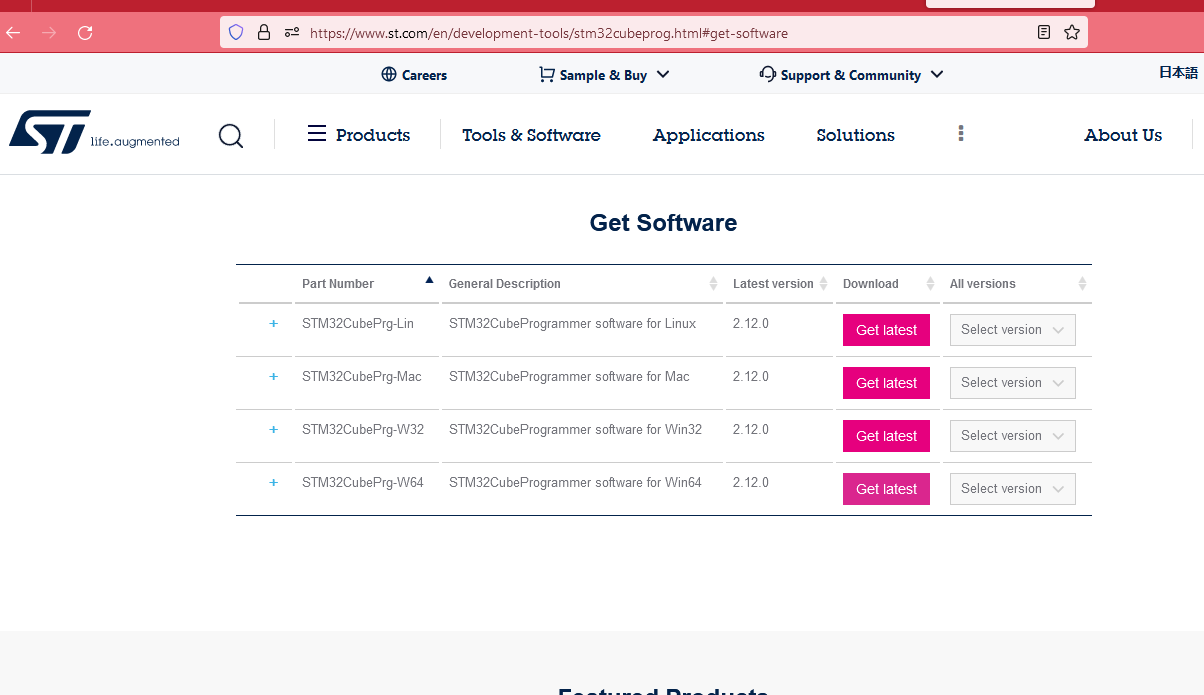 https://www.st.com/en/development-tools/stm32cubeprog.html#get-software
Careers Sample & Buy Support & Community 日本語
ST life.augmented Products Tools & Software Applications Solutions About Us
Get Software
Part Number General Description Latest version Download All versions
+ STM32CubePrg-Lin STM32CubeProgrammer software for Linux 2.12.0 Get latest Select version
+ STM32CubePrg-Mac STM32CubeProgrammer software for Mac 2.12.0 Get latest Select version
+ STM32CubePrg-W32 STM32CubeProgrammer software for Win32 2.12.0 Get latest Select version
+ STM32CubePrg-W64 STM32CubeProgrammer software for Win64 2.12.0 Get latest Select version
Featured Products